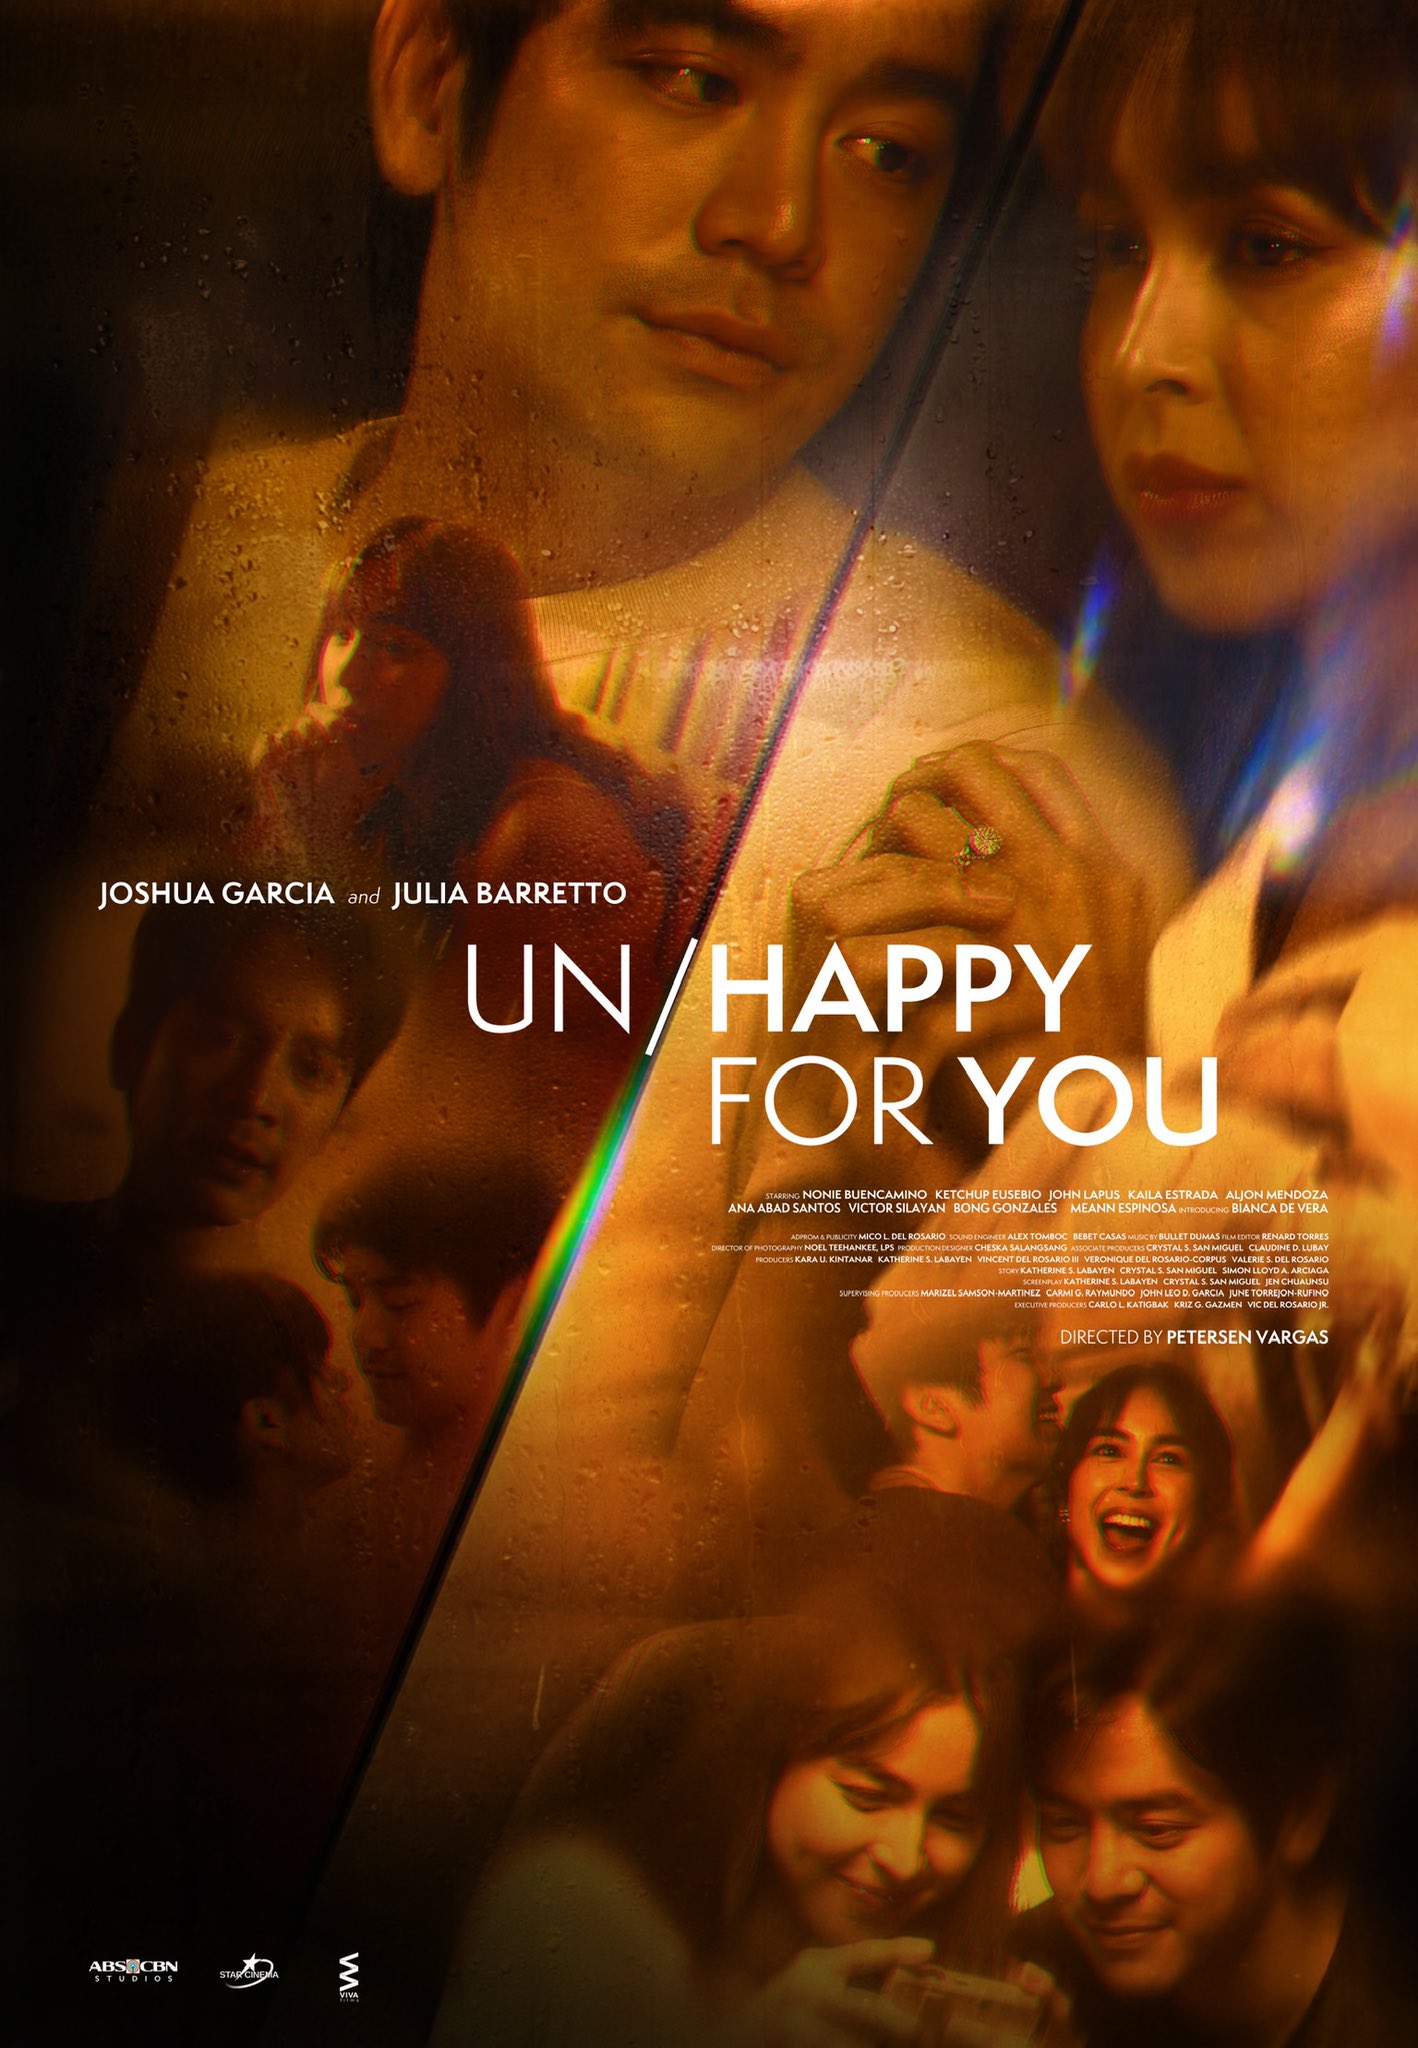 JOSHUA GARCIA and JULIA BARRETTO
UN/HAPPY
FOR YOU
STARRING NONIE BUENCAMINO KETCHUP EUSEBIO JOHN LAPUS KAILA ESTRADA ALJON MENDOZA
ANA ABAD SANTOS VICTOR SILAYAN BONG GONZALES MEANN ESPINOSA INTRODUCING BIANCA DE VERA
ADPROM & PUBLICITY MICO L. DEL ROSARIO SOUND ENGINEER ALEX TOMBOC BEBET CASAS MUSIC BY BULLET DUMAS FILM EDITOR RENARD TORRES
DIRECTOR OF PHOTOGRAPHY NOEL TEEHANKEE, LPS PRODUCTION DESIGNER CHESKA SALANGSANG ASSOCIATE PRODUCERS CRYSTAL S. SAN MIGUEL CLAUDINE D. LUBAY
PRODUCERS KARA U. KINTANAR KATHERINE S. LABAYEN VINCENT DEL ROSARIO III VERONIQUE DEL ROSARIO-CORPUS VALERIE S. DEL ROSARIO
STORY KATHERINE S. LABAYEN CRYSTAL S. SAN MIGUEL SIMON LLOYD A. ARCIAGA
SCREENPLAY KATHERINE S. LABAYEN CRYSTAL S. SAN MIGUEL JEN CHUAUNSU
SUPERVISING PRODUCERS MARIZEL SAMSON-MARTINEZ CARMI G. RAYMUNDO JOHN LEO D. GARCIA JUNE TORREJON-RUFINO
EXECUTIVE PRODUCERS CARLO L. KATIGBAK KRIZ G. GAZMEN VIC DEL ROSARIO JR.
DIRECTED BY PETERSEN VARGAS
ABS-CBN
STUDIOS
STAR CINEMA
VIVA
films